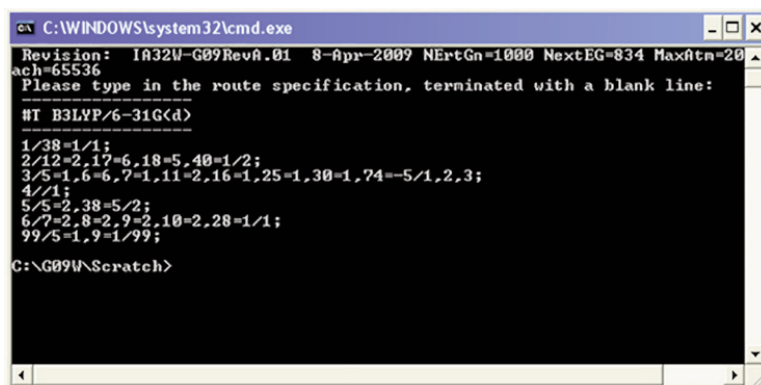 C:\WINDOWS\system32\cmd.exe
Revision:  IA32W-G09RevA.01  8-Apr-2009 NErtGn=1000 NextEG=834 MaxAtm=20
ach=65536
Please type in the route specification, terminated with a blank line:
------------------
#T B3LYP/6-31G(d)
------------------
1/38=1/1;
2/12=2,17=6,18=5,40=1/2;
3/5=1,6=6,7=1,11=2,16=1,25=1,30=1,74=-5/1,2,3;
4//1;
5/5=2,38=5/2;
6/7=2,8=2,9=2,10=2,28=1/1;
99/5=1,9=1/99;
C:\G09W\Scratch>